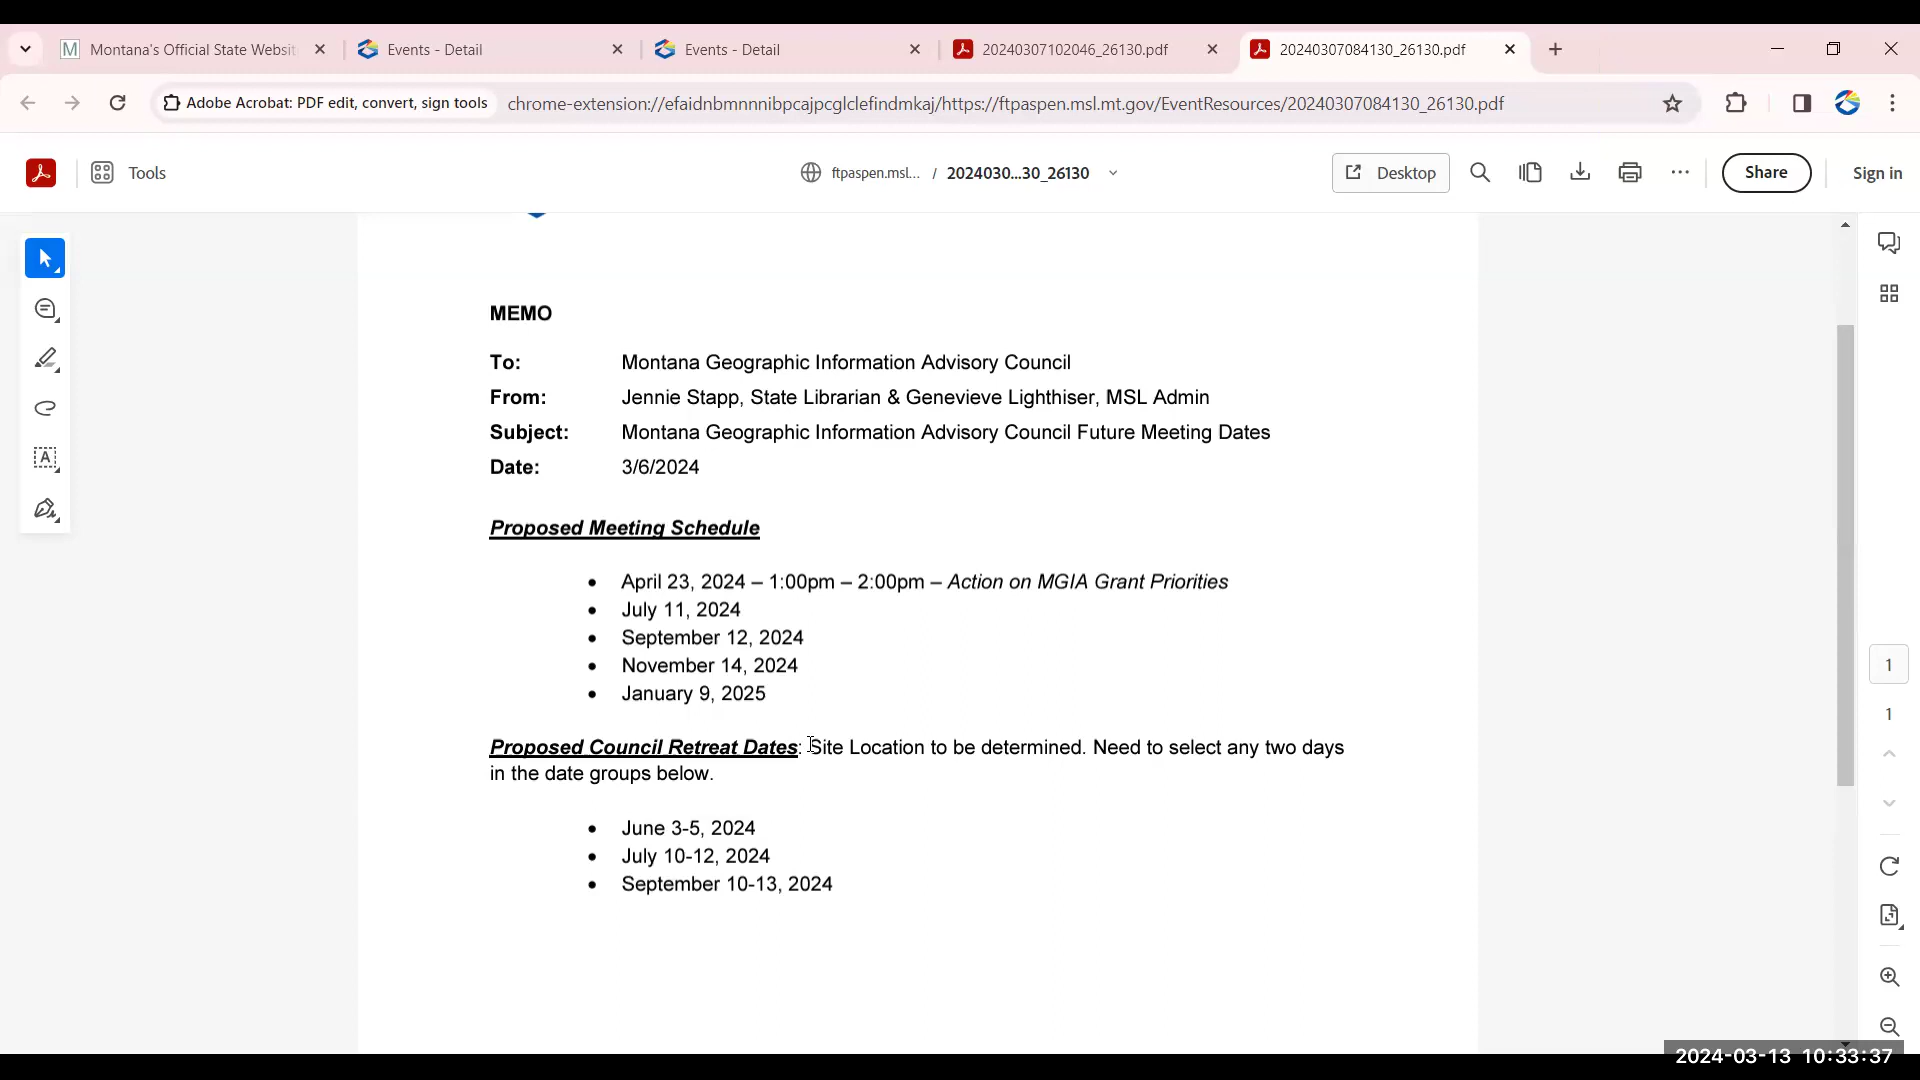 Montana's Official State Websit
Events - Detail
Events - Detail
20240307102046_26130.pdf
20240307084130_26130.pdf
Adobe Acrobat: PDF edit, convert, sign tools
chrome-extension://efaidnbmnnnibpcajpcglclefindmkaj/https://ftpaspen.msl.mt.gov/EventResources/20240307084130_26130.pdf
Tools
ftpaspen.msl... / 2024030...30_26130
Desktop
Share
Sign in
MEMO
To: Montana Geographic Information Advisory Council
From: Jennie Stapp, State Librarian & Genevieve Lighthiser, MSL Admin
Subject: Montana Geographic Information Advisory Council Future Meeting Dates
Date: 3/6/2024
Proposed Meeting Schedule
• April 23, 2024 – 1:00pm – 2:00pm – Action on MGIA Grant Priorities
• July 11, 2024
• September 12, 2024
• November 14, 2024
• January 9, 2025
Proposed Council Retreat Dates: Site Location to be determined. Need to select any two days
in the date groups below.
• June 3-5, 2024
• July 10-12, 2024
• September 10-13, 2024
1
1
2024-03-13 10:33:37